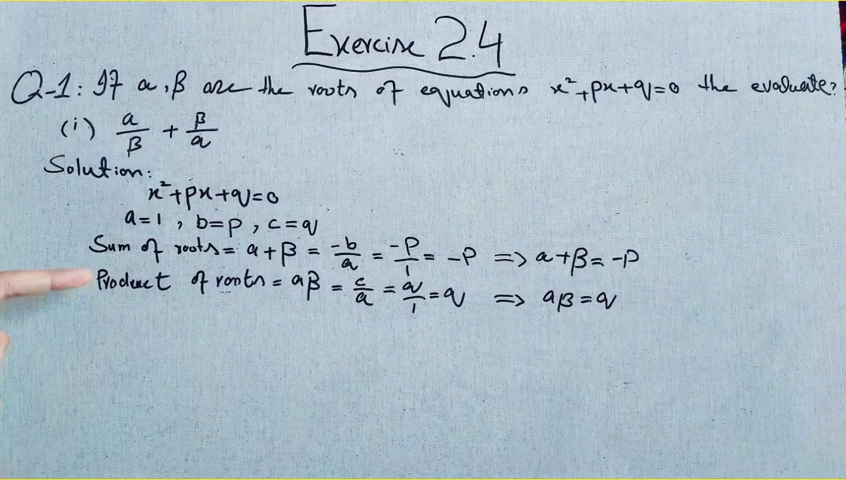 Exercise 2.4
Q-1: If α, β are the roots of equations x²+px+q=0 the evaluate?
(i) α/β + β/α
Solution:
x²+px+q=0
a=1, b=p, c=q
Sum of roots = α+β = -b/a = -p/1 = -p => α+β = -p
Product of roots = αβ = c/a = q/1 = q => αβ = q